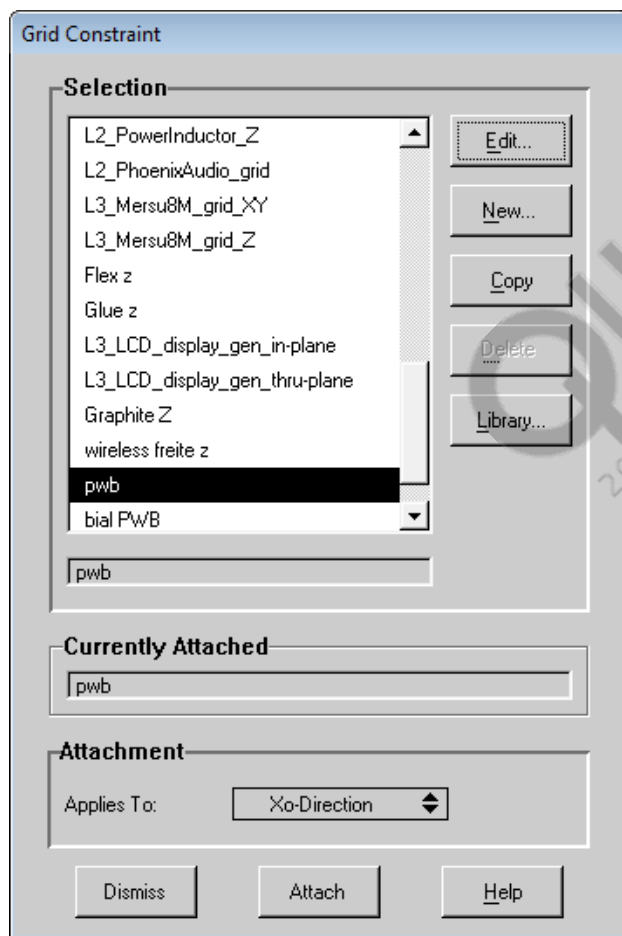 Grid Constraint
Selection
L2_PowerInductor_Z
L2_PhoenixAudio_grid
L3_Mersu8M_grid_XY
L3_Mersu8M_grid_Z
Flex z
Glue z
L3_LCD_display_gen_in-plane
L3_LCD_display_gen_thru-plane
Graphite Z
wireless freite z
pwb
bial PWB
pwb
Edit...
New...
Copy
Delete
Library...
Currently Attached
pwb
Attachment
Applies To: Xo-Direction
Dismiss Attach Help